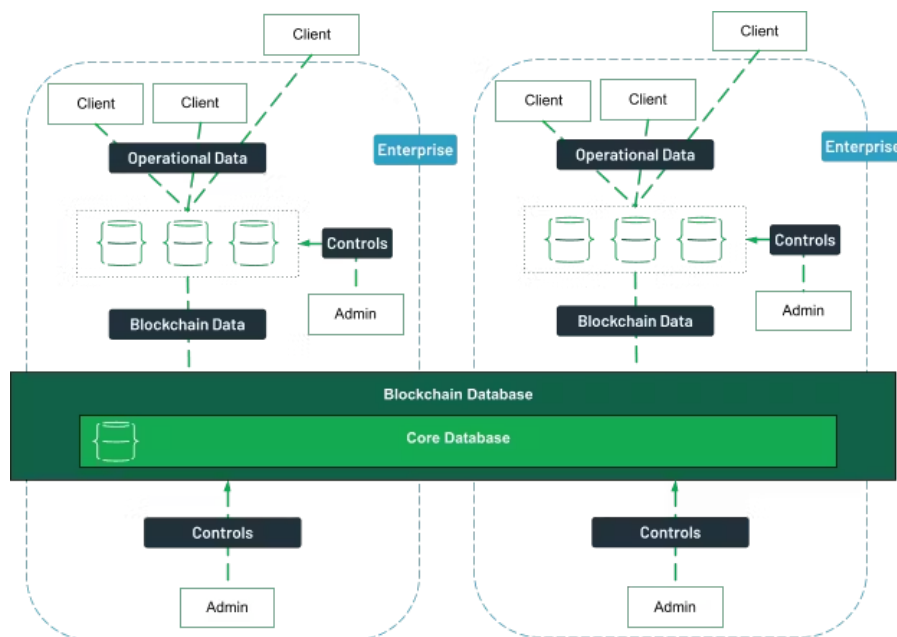 Client
Client
Client
Client
Client
Client
Operational Data
Enterprise
Operational Data
Enterprise
Controls
Controls
Admin
Admin
Blockchain Data
Blockchain Data
Blockchain Database
Core Database
Controls
Controls
Admin
Admin